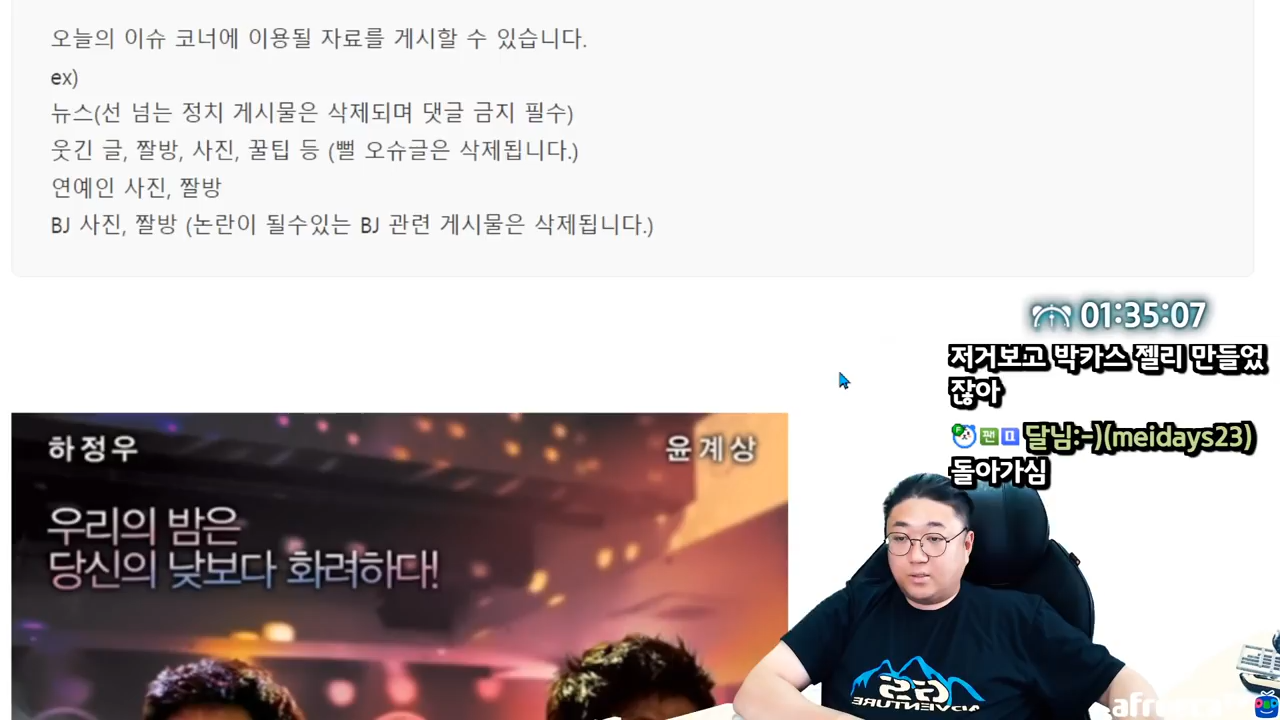 오늘의 이슈 코너에 이용될 자료를 게시할 수 있습니다.
ex)
뉴스(선 넘는 정치 게시물은 삭제되며 댓글 금지 필수)
웃긴 글, 짤방, 사진, 꿀팁 등 (뻘 오슈글은 삭제됩니다.)
연예인 사진, 짤방
BJ 사진, 짤방 (논란이 될수있는 BJ 관련 게시물은 삭제됩니다.)
01:35:07
저거보고 박카스 젤리 만들었
잖아
팬 달님:-)(meidays23)
돌아가심
하정우
윤계상
우리의 밤은
당신의 낮보다 화려하다!
GS
ADVENTURE